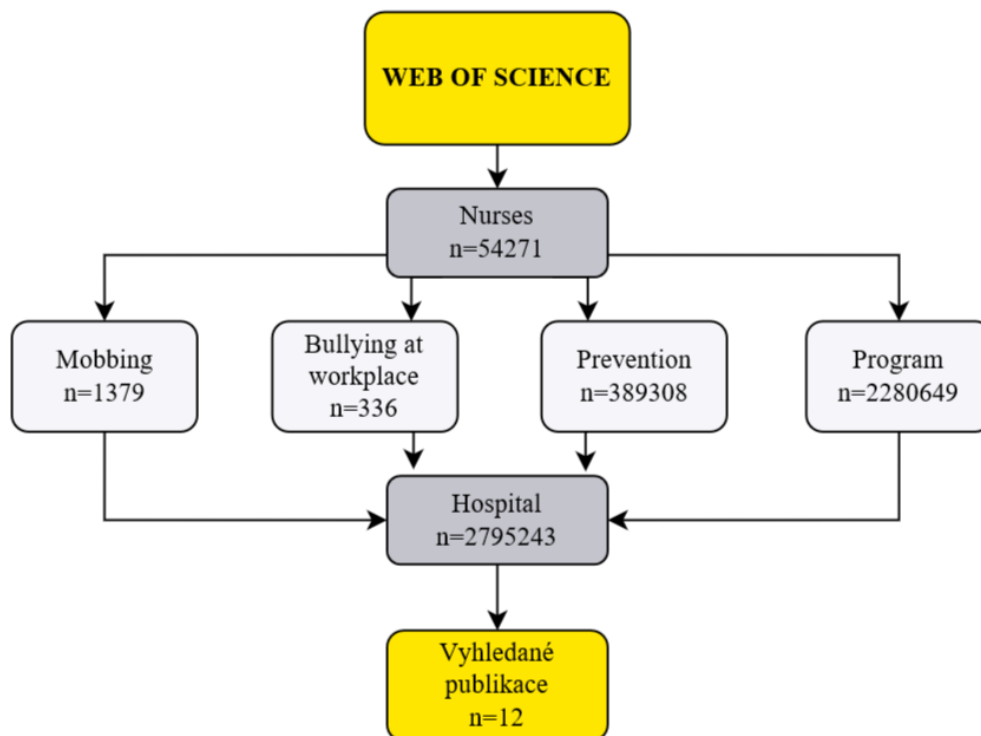 WEB OF SCIENCE
Nurses
n=54271
Mobbing
n=1379
Bullying at
workplace
n=336
Prevention
n=389308
Program
n=2280649
Hospital
n=2795243
Vyhledané
publikace
n=12